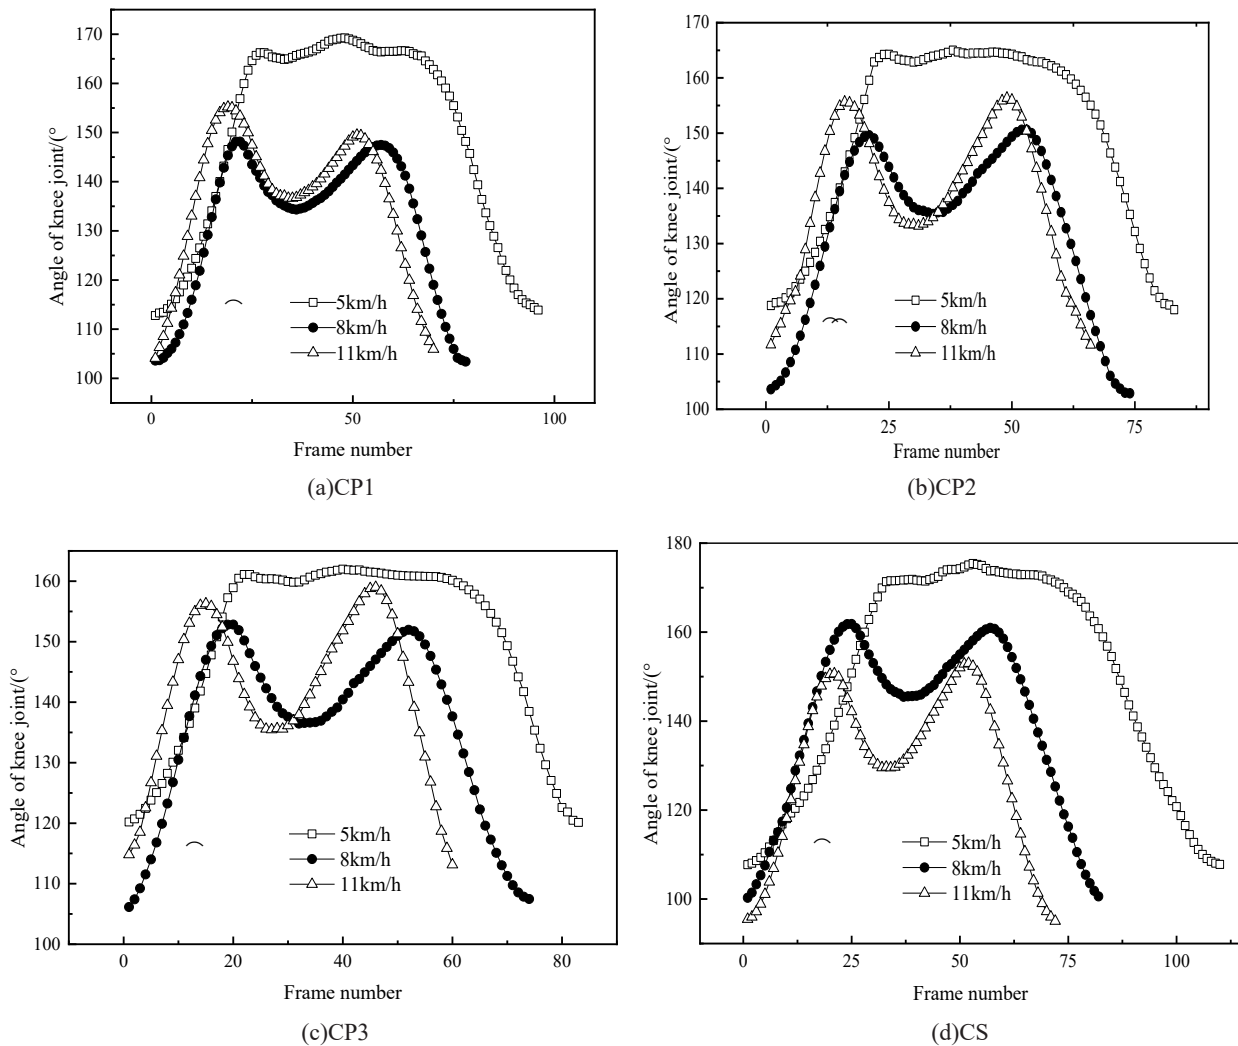 170
160
150
140
130
120
110
100
Angle of knee joint/(°
5km/h
8km/h
11km/h
0
50
100
Frame number
(a)CP1
170
160
150
140
130
120
110
100
Angle of knee joint/(°
5km/h
8km/h
11km/h
0
25
50
75
Frame number
(b)CP2
160
150
140
130
120
110
100
Angle of knee joint/(°
5km/h
8km/h
11km/h
0
20
40
60
80
Frame number
(c)CP3
180
160
140
120
100
Angle of knee joint/(°
5km/h
8km/h
11km/h
0
25
50
75
100
Frame number
(d)CS